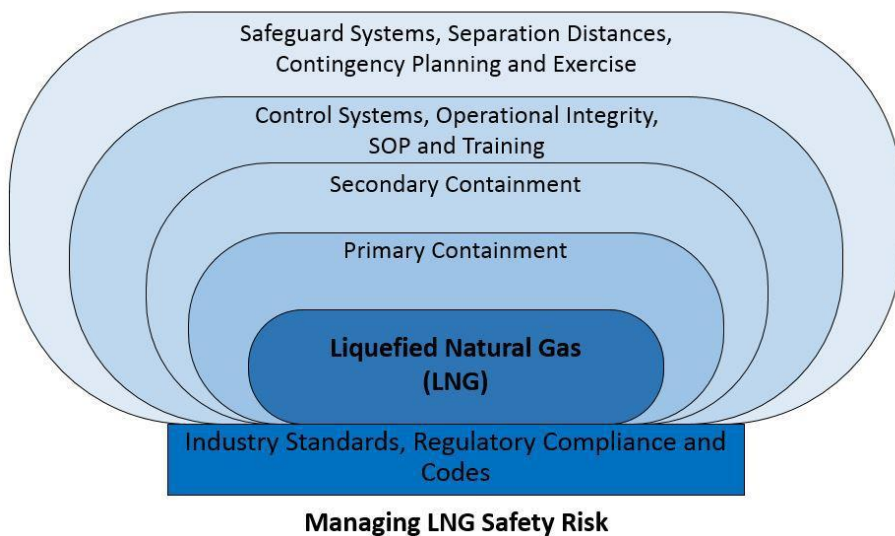 Safeguard Systems, Separation Distances,
Contingency Planning and Exercise
Control Systems, Operational Integrity,
SOP and Training
Secondary Containment
Primary Containment
Liquefied Natural Gas
(LNG)
Industry Standards, Regulatory Compliance and
Codes
Managing LNG Safety Risk